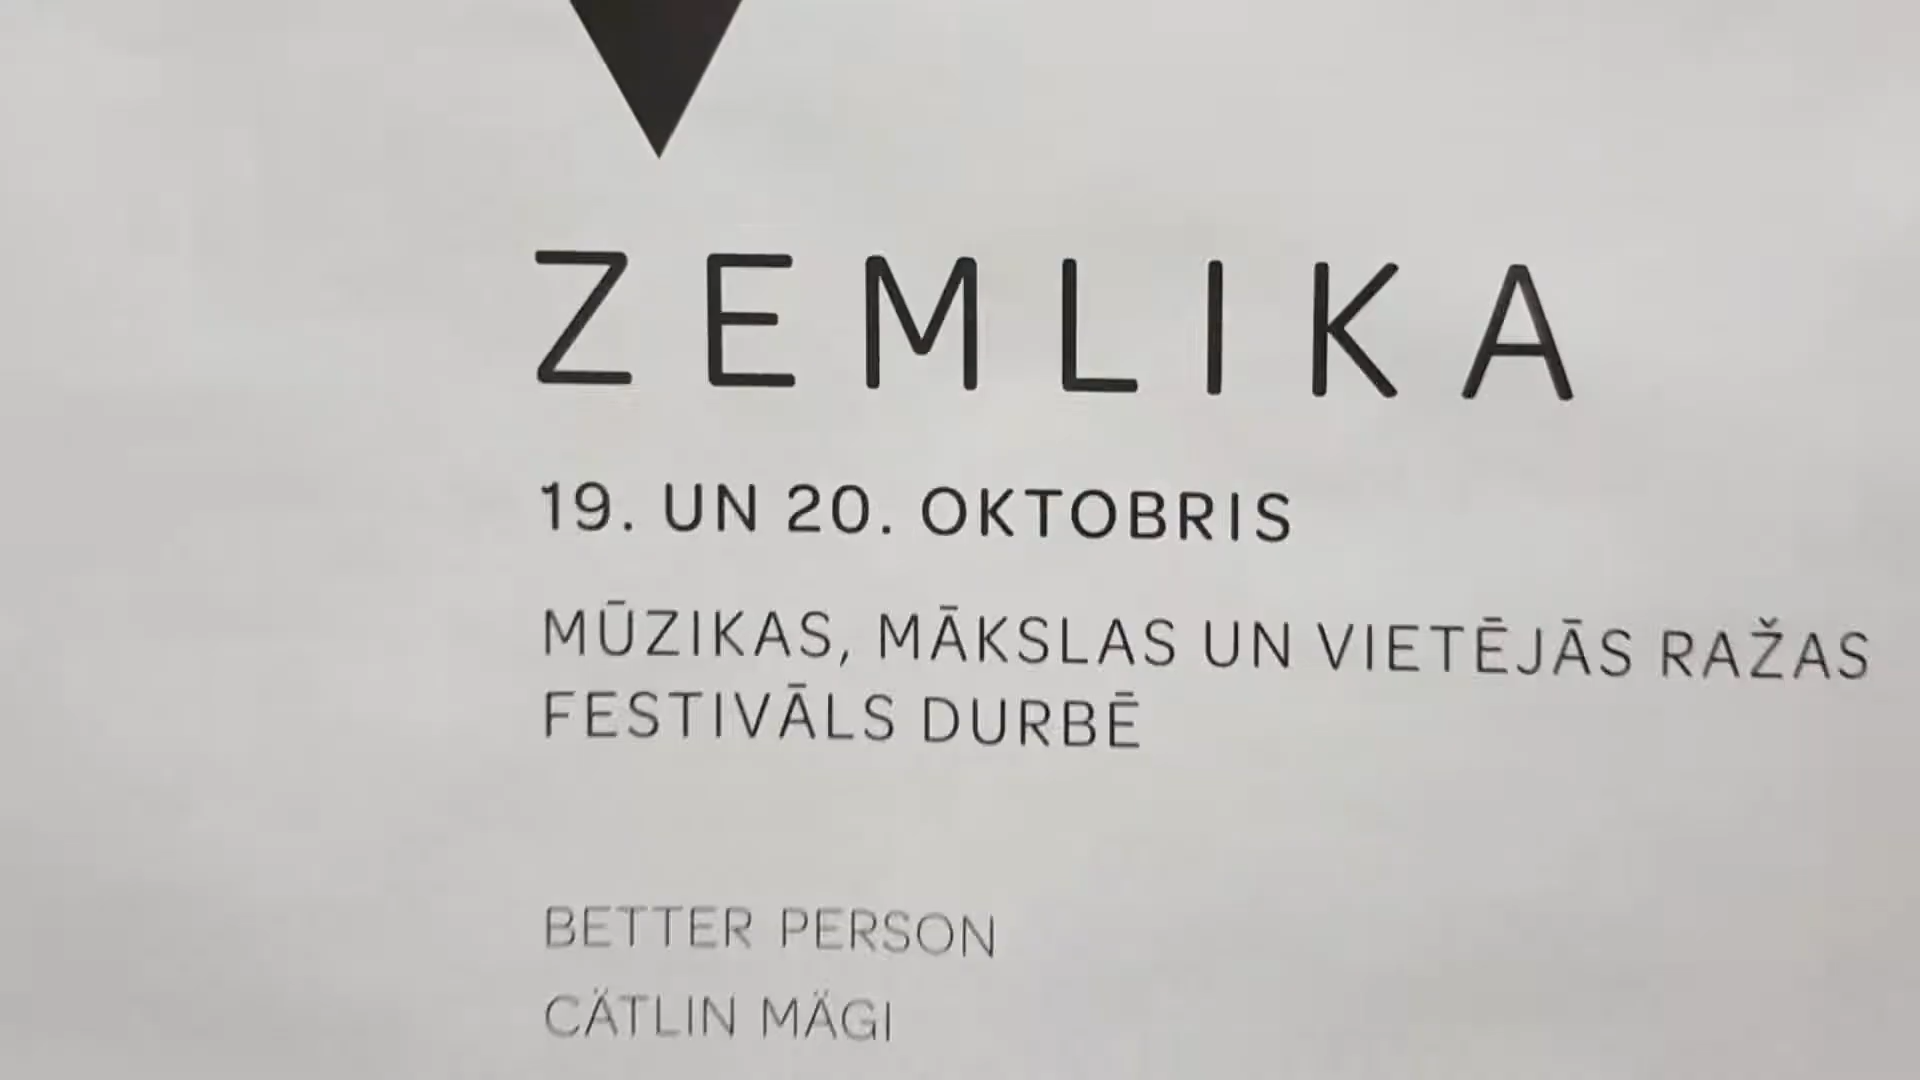 ZEMLIKA
19. UN 20. OKTOBRIS
MŪZIKAS, MĀKSLAS UN VIETĒJĀS RAŽAS
FESTIVĀLS DURBĒ
BETTER PERSON
CÄTLIN MÄGI